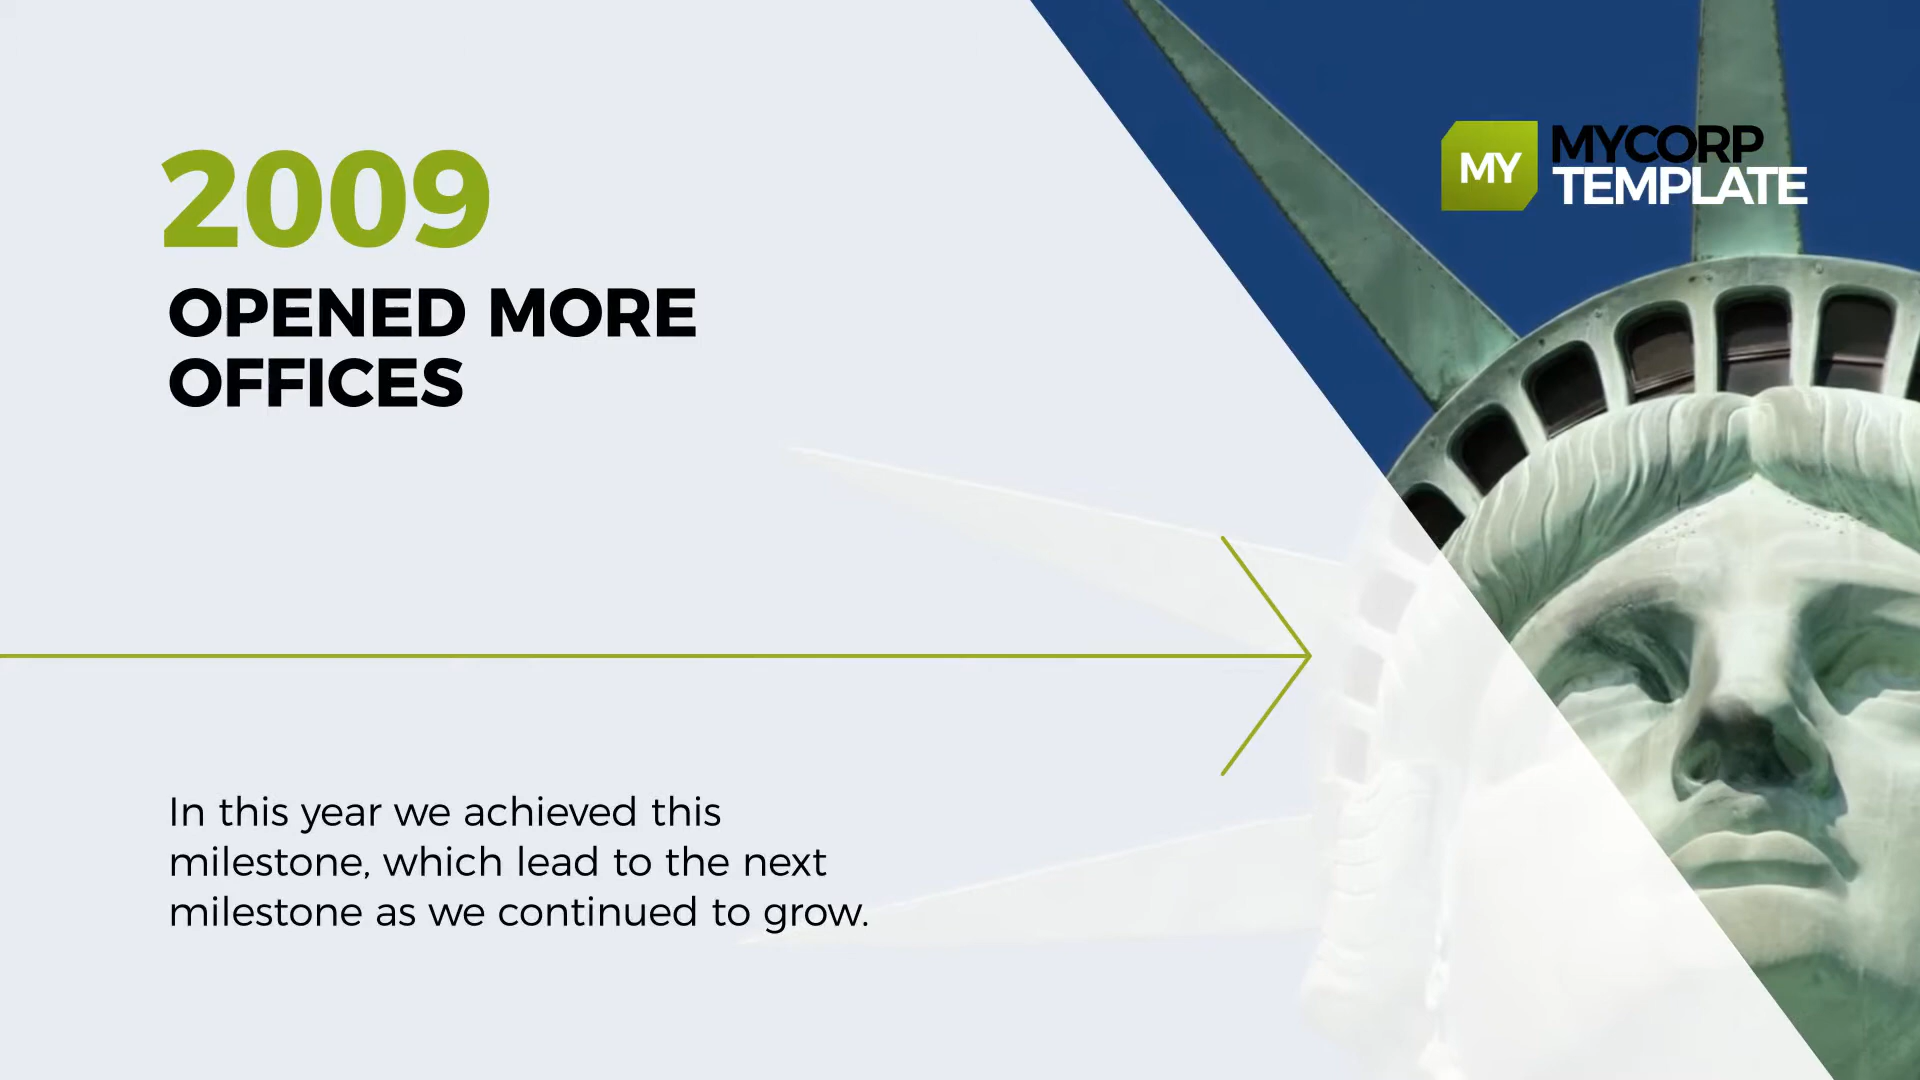 2009
OPENED MORE
OFFICES
MY
MYCORP
TEMPLATE
In this year we achieved this
milestone, which lead to the next
milestone as we continued to grow.